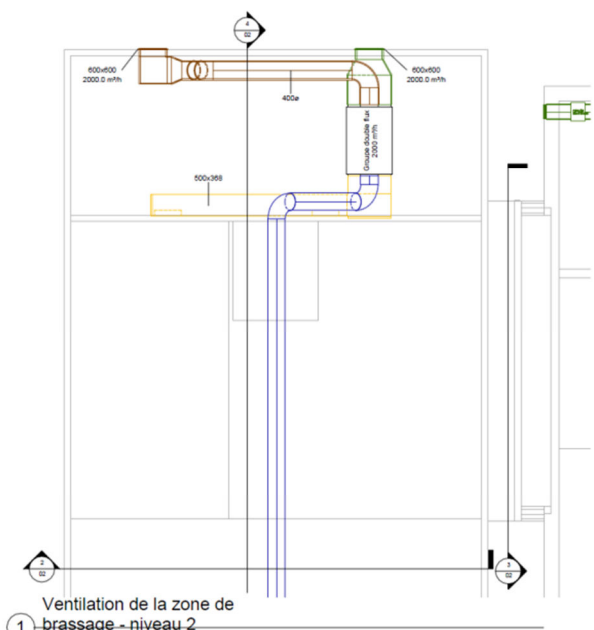 4
02
600x600
2000.0 m³/h
600x600
2000.0 m³/h
400ø
Groupe double flux
2000 m³/h
500x368
2
02
3
02
Ventilation de la zone de
1 brassage - niveau 2